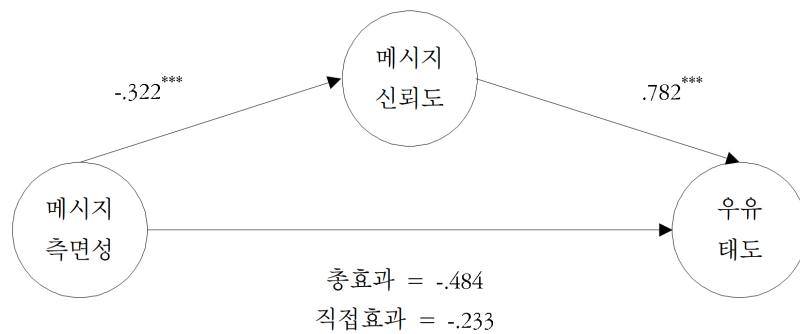 메시지
신뢰도
-.322***
.782***
메시지
측면성
우유
태도
총효과 = -.484
직접효과 = -.233